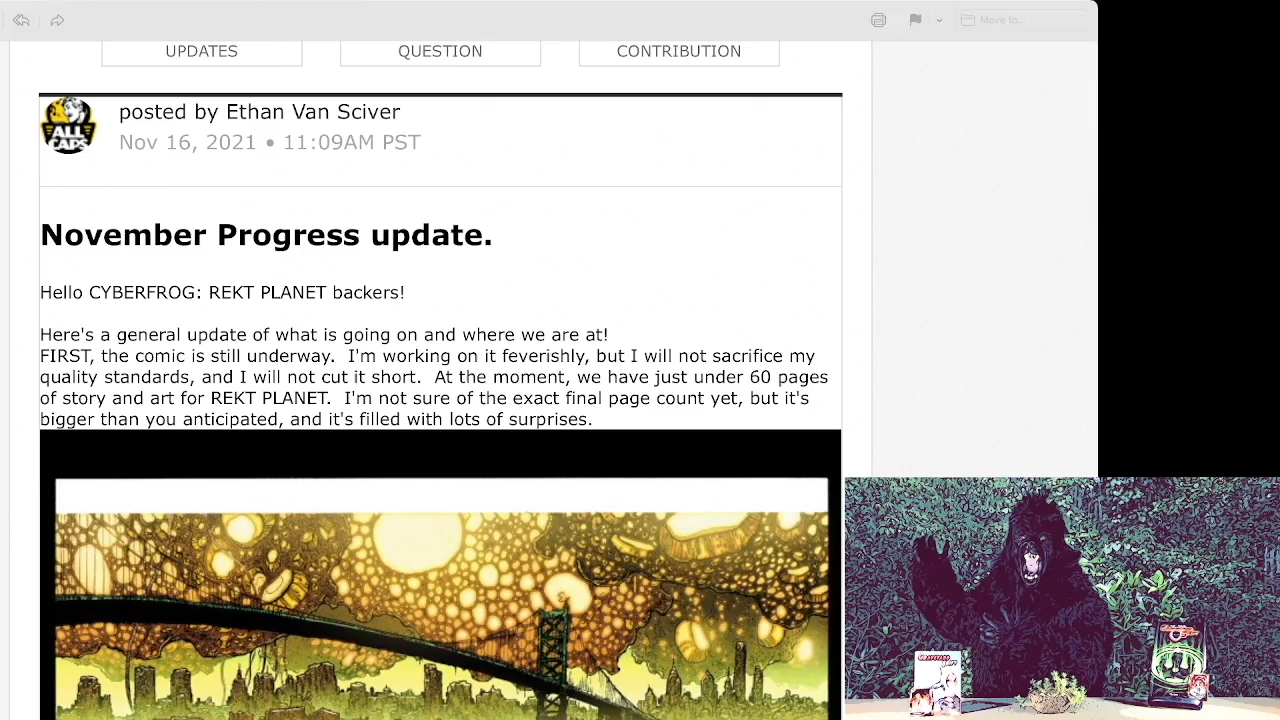 Move to...
UPDATES
QUESTION
CONTRIBUTION
ALL
CAPS
posted by Ethan Van Sciver
Nov 16, 2021 • 11:09AM PST
November Progress update.
Hello CYBERFROG: REKT PLANET backers!
Here's a general update of what is going on and where we are at!
FIRST, the comic is still underway.  I'm working on it feverishly, but I will not sacrifice my
quality standards, and I will not cut it short.  At the moment, we have just under 60 pages
of story and art for REKT PLANET.  I'm not sure of the exact final page count yet, but it's
bigger than you anticipated, and it's filled with lots of surprises.